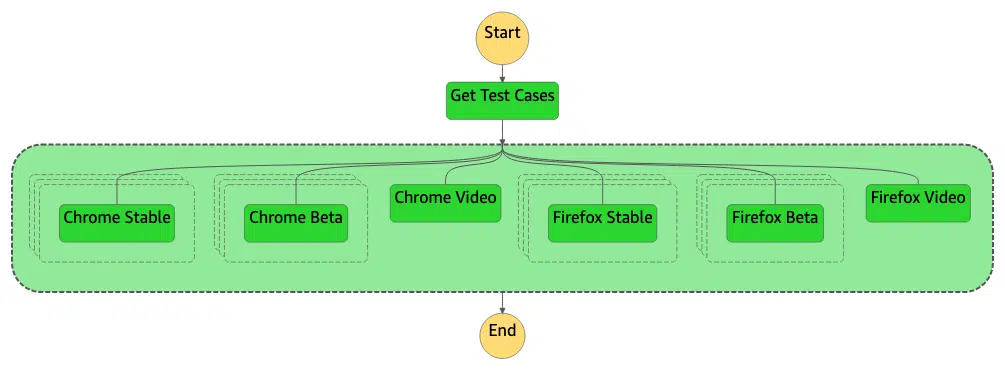 Start
Get Test Cases
Chrome Stable
Chrome Beta
Chrome Video
Firefox Stable
Firefox Beta
Firefox Video
End